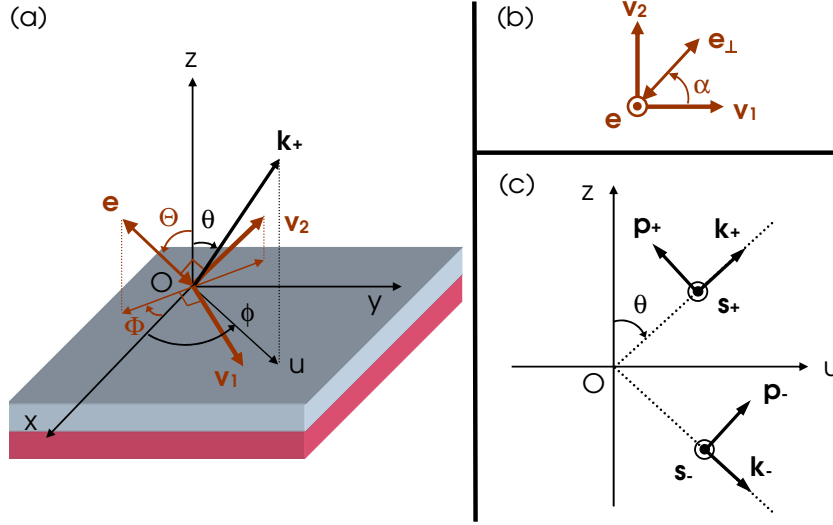 (a)
z
k+
e
Θ
θ
v2
O
y
Φ
ϕ
v1
u
x
(b)
v2
e⊥
α
e
v1
(c)
z
p+
k+
θ
s+
O
u
p-
s-
k-